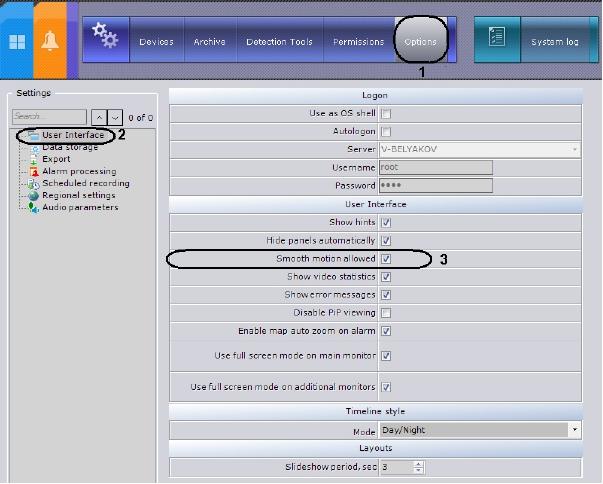 Devices
Archive
Detection Tools
Permissions
Options
System log
1
Settings
Search...
0 of 0
User Interface
2
Data storage
Export
Alarm processing
Scheduled recording
Regional settings
Audio parameters
Logon
Use as OS shell
Autologon
Server V-BELYAKOV
Username root
Password ●●●●
User Interface
Show hints
Hide panels automatically
Smooth motion allowed
3
Show video statistics
Show error messages
Disable PiP viewing
Enable map auto zoom on alarm
Use full screen mode on main monitor
Use full screen mode on additional monitors
Timeline style
Mode Day/Night
Layouts
Slideshow period, sec 3